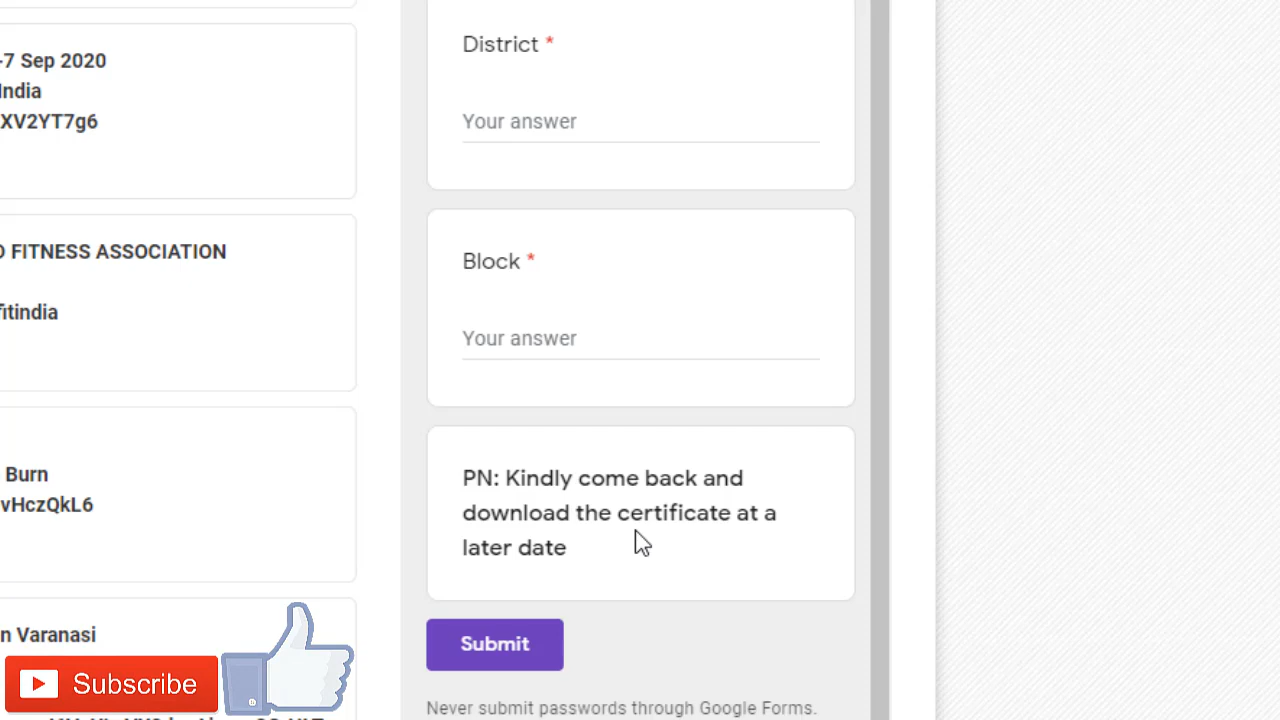 -7 Sep 2020
India
XV2YT7g6
FITNESS ASSOCIATION
fitindia
Burn
vHczQkL6
n Varanasi
Subscribe
District *
Your answer
Block *
Your answer
PN: Kindly come back and
download the certificate at a
later date
Submit
Never submit passwords through Google Forms.